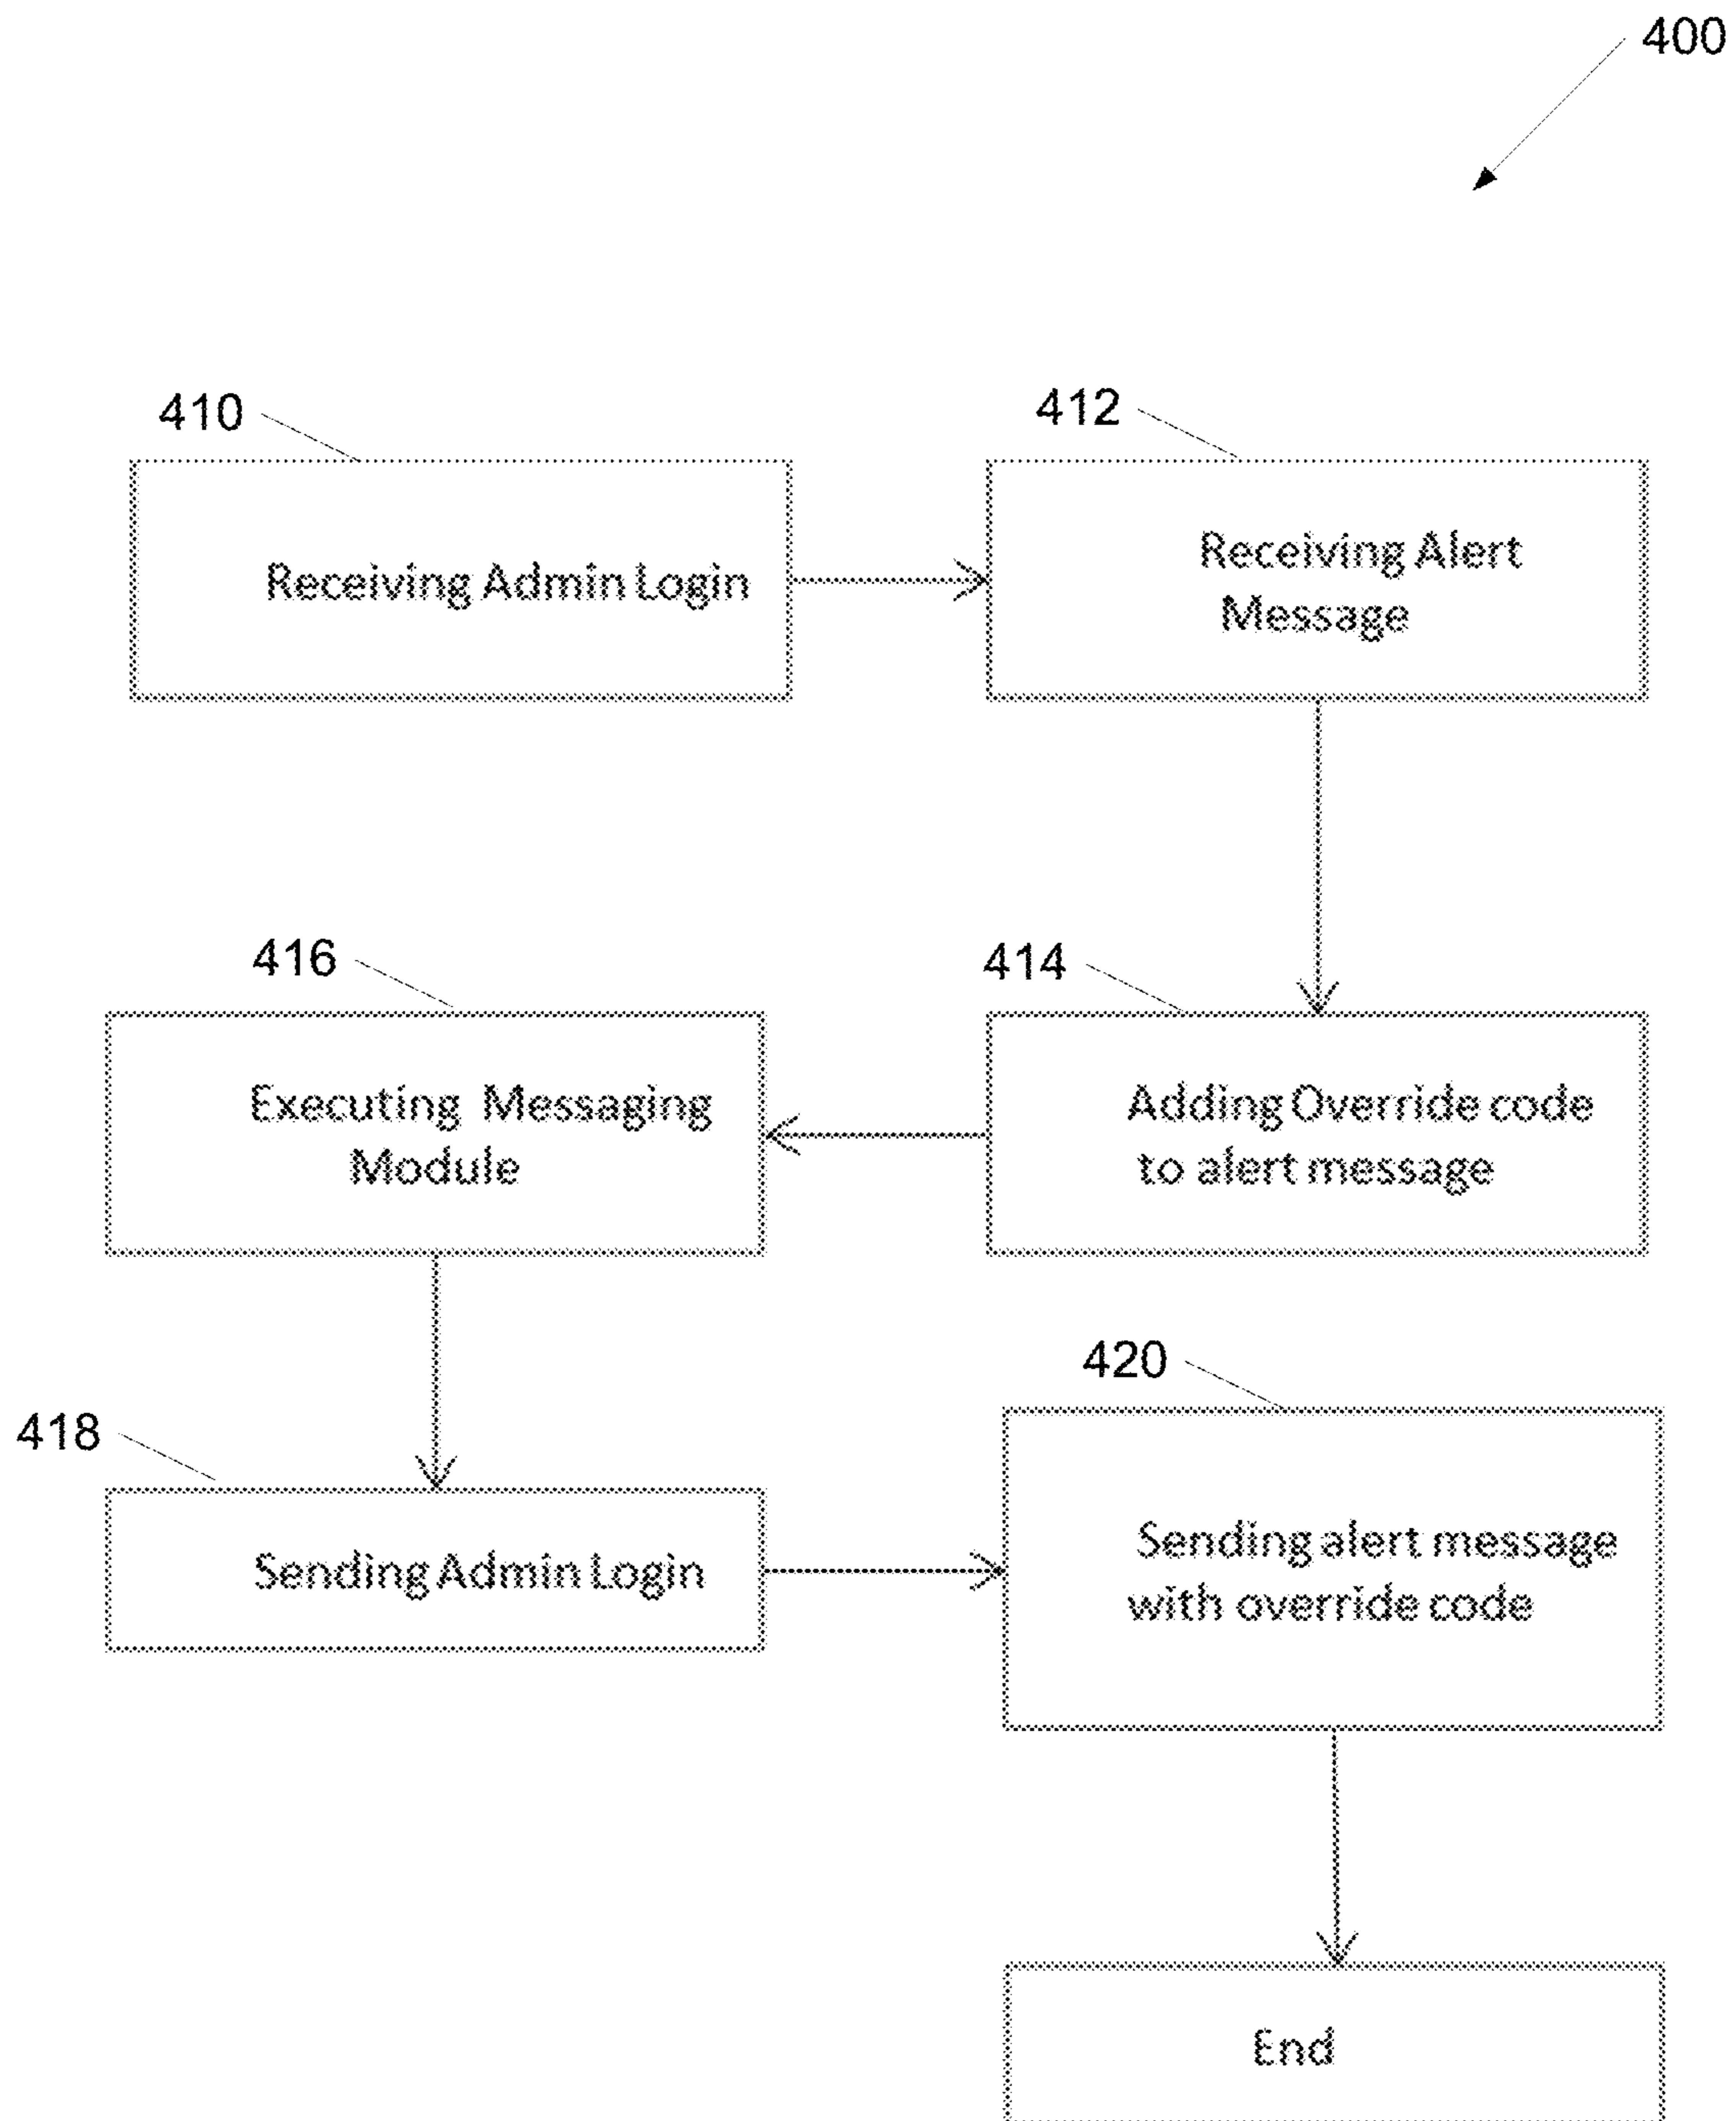 400
410
412
Receiving Admin Login
Receiving Alert
Message
416
414
Executing Messaging
Module
Adding Override code
to alert message
420
418
Sending Admin Login
Sending alert message
with override code
End